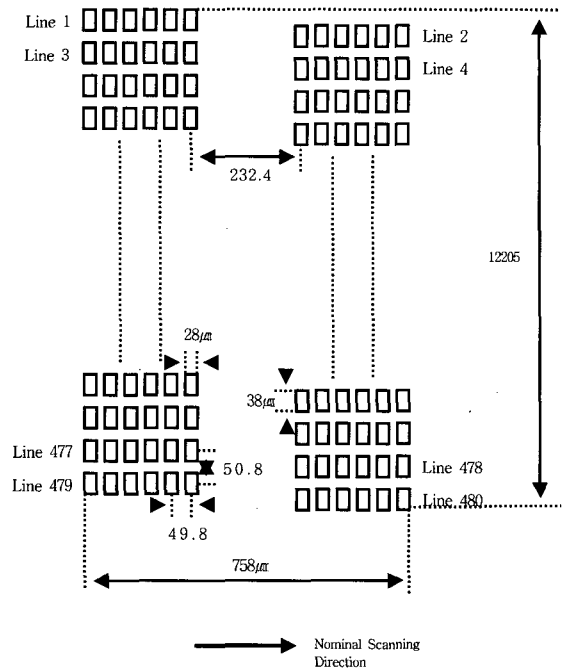 Line 1
Line 2
Line 3
Line 4
232.4
12205
28㎛
38㎛
Line 477
50.8
Line 478
Line 479
Line 480
49.8
758㎛
Nominal Scanning
Direction